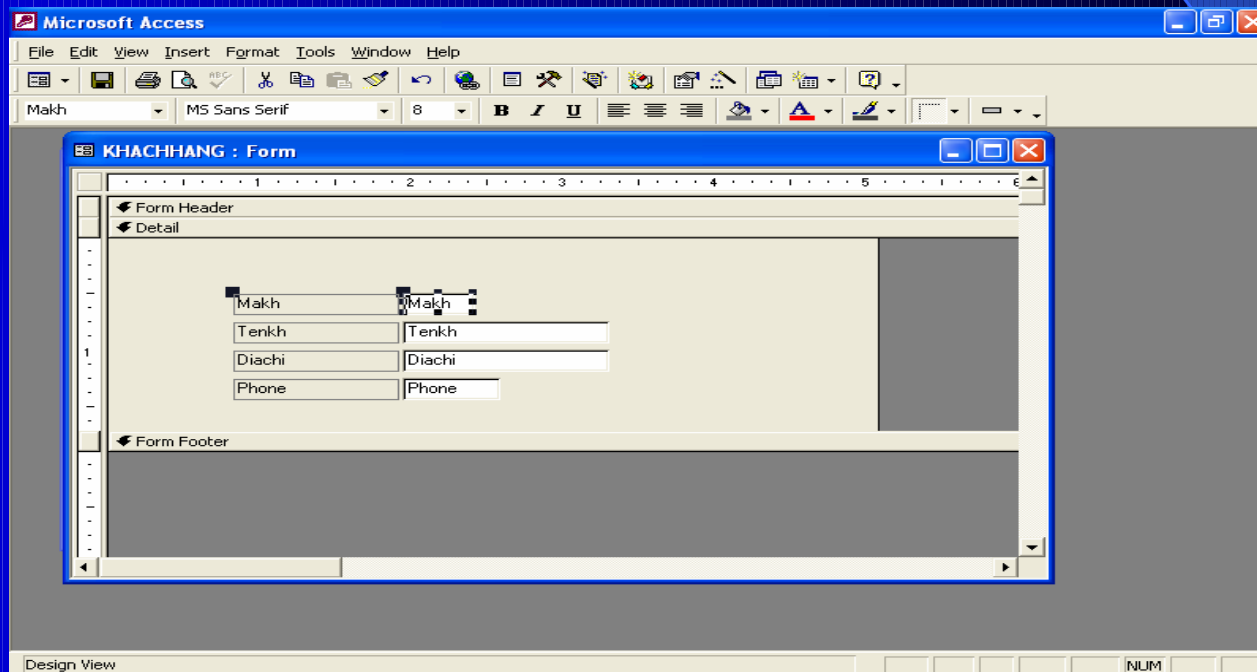 Microsoft Access
File Edit View Insert Format Tools Window Help
ABC
Makh MS Sans Serif 8 B I U A
KHACHHANG : Form
1 2 3 4 5 6
Form Header
Detail
Makh Makh
Tenkh Tenkh
1
Diachi Diachi
Phone Phone
Form Footer
Design View NUM